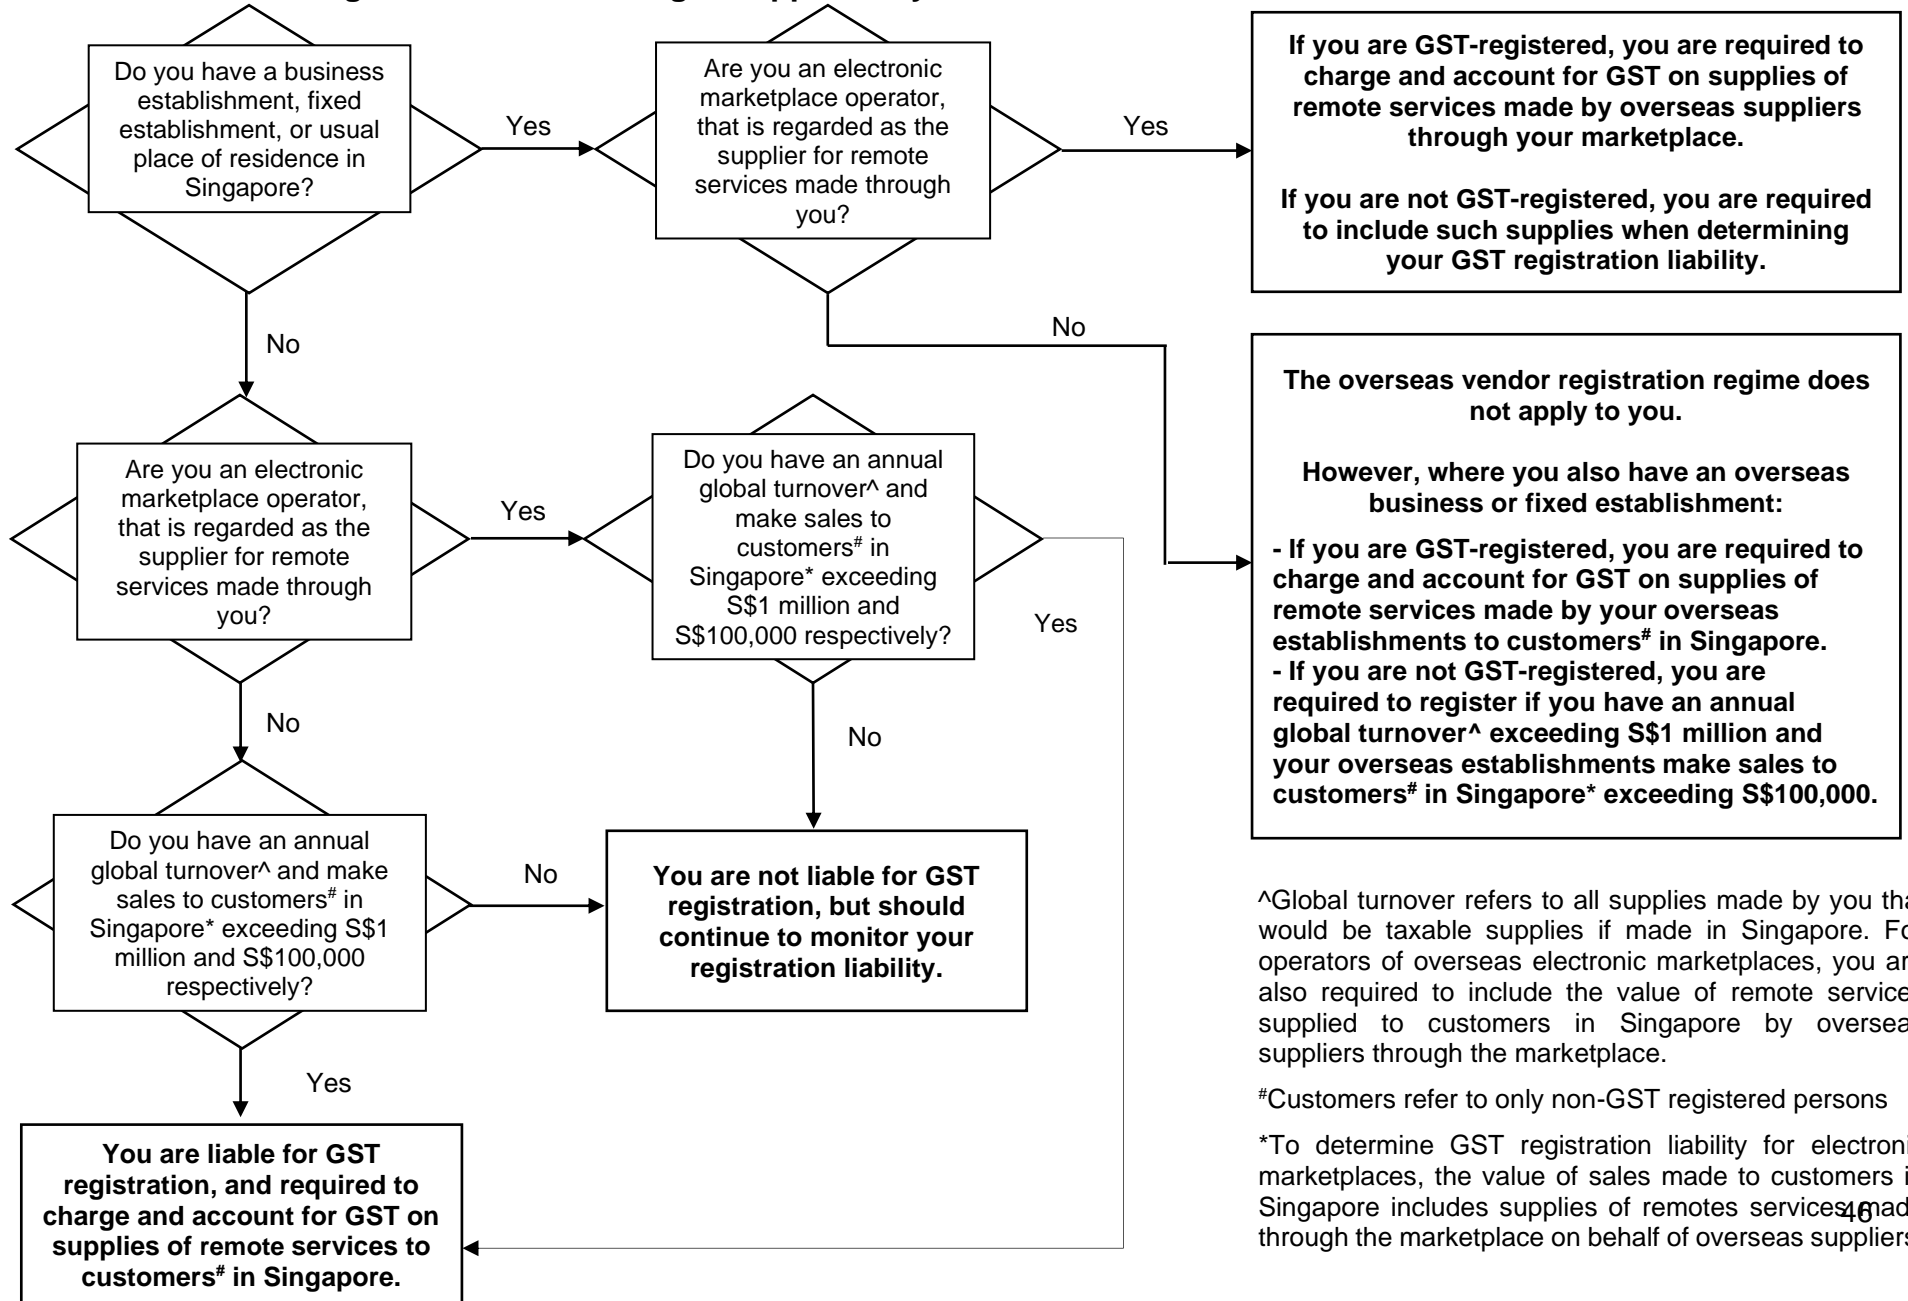 Do you have a business
establishment, fixed
establishment, or usual
place of residence in
Singapore?
Yes
Are you an electronic
marketplace operator,
that is regarded as the
supplier for remote
services made through
you?
Yes
If you are GST-registered, you are required to
charge and account for GST on supplies of
remote services made by overseas suppliers
through your marketplace.
If you are not GST-registered, you are required
to include such supplies when determining
your GST registration liability.
No
No
The overseas vendor registration regime does
not apply to you.
However, where you also have an overseas
business or fixed establishment:
- If you are GST-registered, you are required to
charge and account for GST on supplies of
remote services made by your overseas
establishments to customers# in Singapore.
- If you are not GST-registered, you are
required to register if you have an annual
global turnover^ exceeding S$1 million and
your overseas establishments make sales to
customers# in Singapore* exceeding S$100,000.
Are you an electronic
marketplace operator,
that is regarded as the
supplier for remote
services made through
you?
Yes
Do you have an annual
global turnover^ and
make sales to
customers# in
Singapore* exceeding
S$1 million and
S$100,000 respectively?
Yes
No
No
Do you have an annual
global turnover^ and make
sales to customers# in
Singapore* exceeding S$1
million and S$100,000
respectively?
No
You are not liable for GST
registration, but should
continue to monitor your
registration liability.
Yes
You are liable for GST
registration, and required to
charge and account for GST on
supplies of remote services to
customers# in Singapore.
^Global turnover refers to all supplies made by you
would be taxable supplies if made in Singapore.
operators of overseas electronic marketplaces, you
also required to include the value of remote
supplied to customers in Singapore by
suppliers through the marketplace.
#Customers refer to only non-GST registered persons
*To determine GST registration liability for
marketplaces, the value of sales made to customers
Singapore includes supplies of remotes services
through the marketplace on behalf of overseas
46